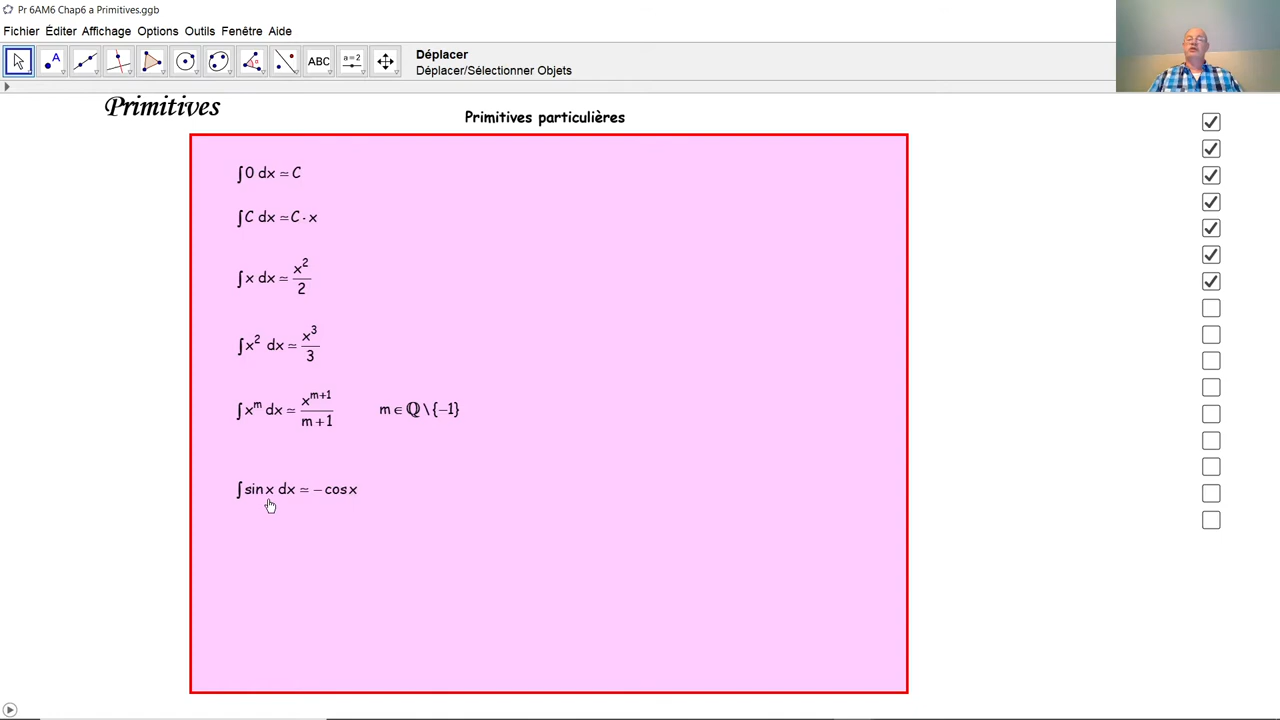 Pr 6AM6 Chap6 a Primitives.ggb
Fichier Éditer Affichage Options Outils Fenêtre Aide
A ABC a=2
Déplacer
Déplacer/Sélectionner Objets
Primitives
Primitives particulières
∫0 dx ≃ C
∫C dx ≃ C · x
∫x dx ≃ x²/2
∫x² dx ≃ x³/3
∫xᵐ dx ≃ xᵐ⁺¹/(m+1) m ∈ ℚ \ {−1}
∫sin x dx ≃ −cos x